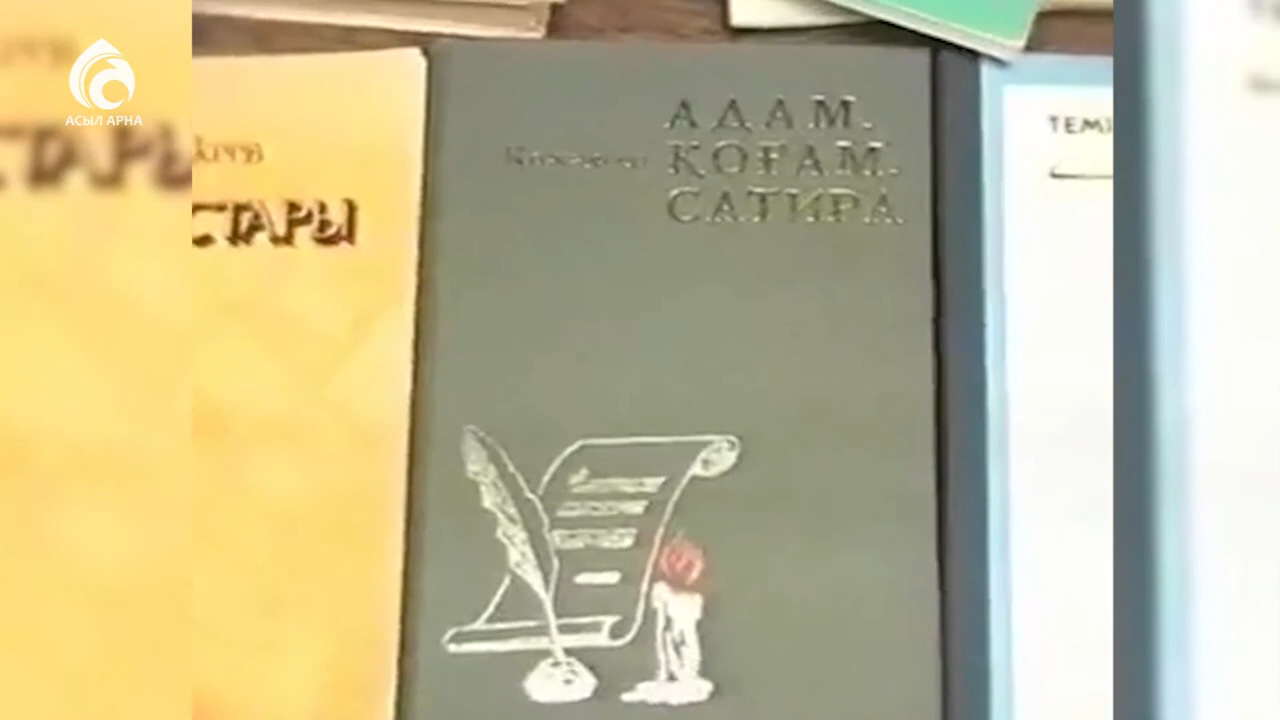 АСЫЛ АРНА
СТАРЫ
АДАМ.
ҚОҒАМ.
САТИРА
ТЕМІ